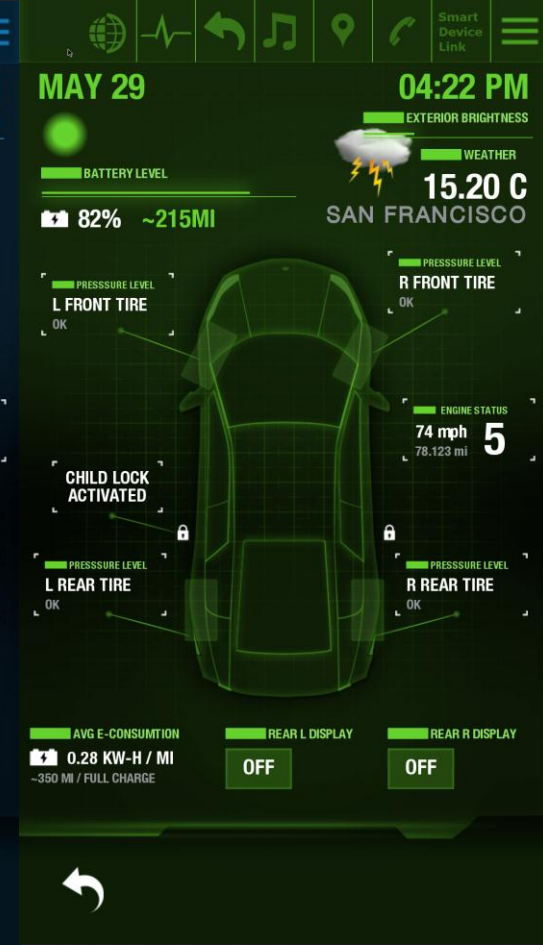 Smart
Device
Link
MAY 29
04:22 PM
EXTERIOR BRIGHTNESS
BATTERY LEVEL
WEATHER
15.20 C
SAN FRANCISCO
82% ~215MI
PRESSSURE LEVEL
L FRONT TIRE
OK
PRESSSURE LEVEL
R FRONT TIRE
OK
ENGINE STATUS
74 mph
78.123 mi
5
CHILD LOCK
ACTIVATED
PRESSSURE LEVEL
L REAR TIRE
OK
PRESSSURE LEVEL
R REAR TIRE
OK
AVG E-CONSUMTION
0.28 KW-H / MI
~350 MI / FULL CHARGE
REAR L DISPLAY
OFF
REAR R DISPLAY
OFF